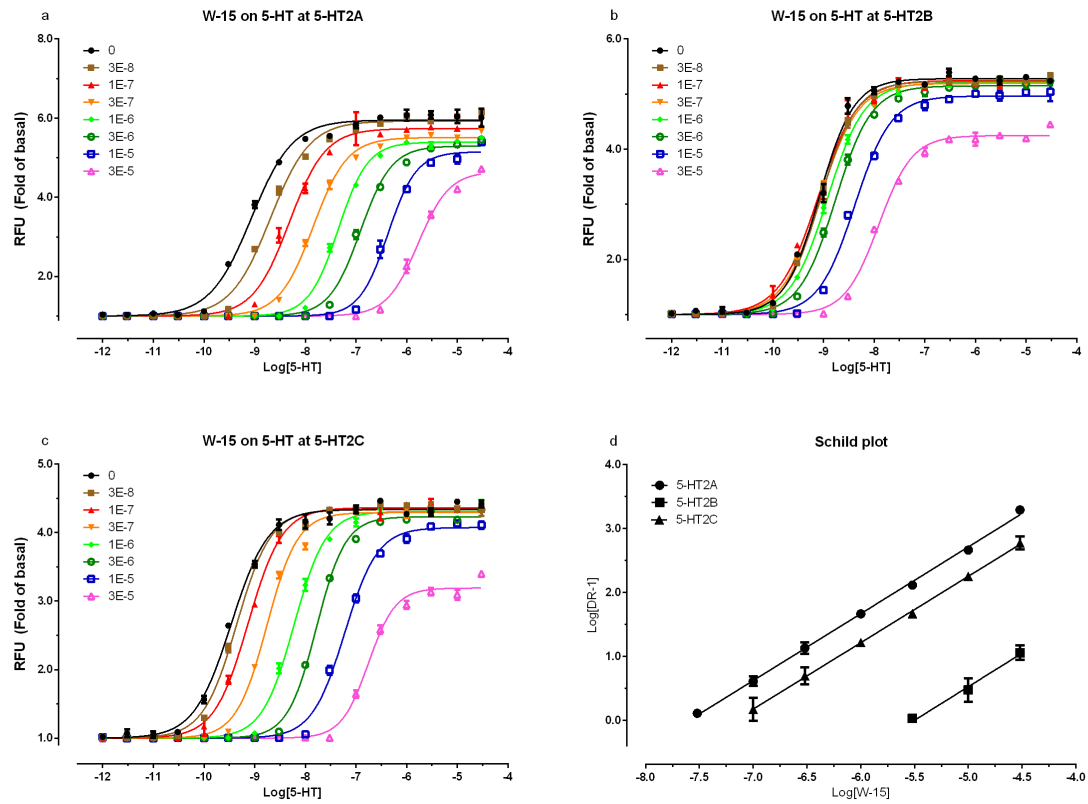 a
W-15 on 5-HT at 5-HT2A
8.0
6.0
4.0
2.0
RFU (Fold of basal)
0
3E-8
1E-7
3E-7
1E-6
3E-6
1E-5
3E-5
-12 -11 -10 -9 -8 -7 -6 -5 -4
Log[5-HT]
b
W-15 on 5-HT at 5-HT2B
6.0
4.0
2.0
RFU (Fold of basal)
0
3E-8
1E-7
3E-7
1E-6
3E-6
1E-5
3E-5
-12 -11 -10 -9 -8 -7 -6 -5 -4
Log[5-HT]
c
W-15 on 5-HT at 5-HT2C
5.0
4.0
3.0
2.0
1.0
RFU (Fold of basal)
0
3E-8
1E-7
3E-7
1E-6
3E-6
1E-5
3E-5
-12 -11 -10 -9 -8 -7 -6 -5 -4
Log[5-HT]
d
Schild plot
4.0
3.0
2.0
1.0
0.0
Log[DR-1]
5-HT2A
5-HT2B
5-HT2C
-8.0 -7.5 -7.0 -6.5 -6.0 -5.5 -5.0 -4.5 -4.0
Log[W-15]